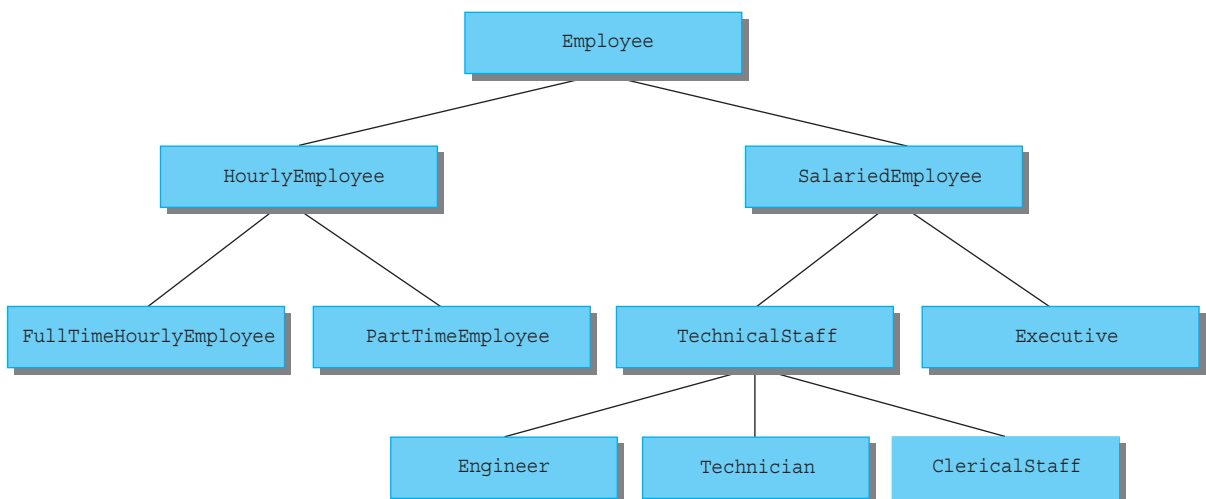 Employee
HourlyEmployee
SalariedEmployee
FullTimeHourlyEmployee
PartTimeEmployee
TechnicalStaff
Executive
Engineer
Technician
ClericalStaff